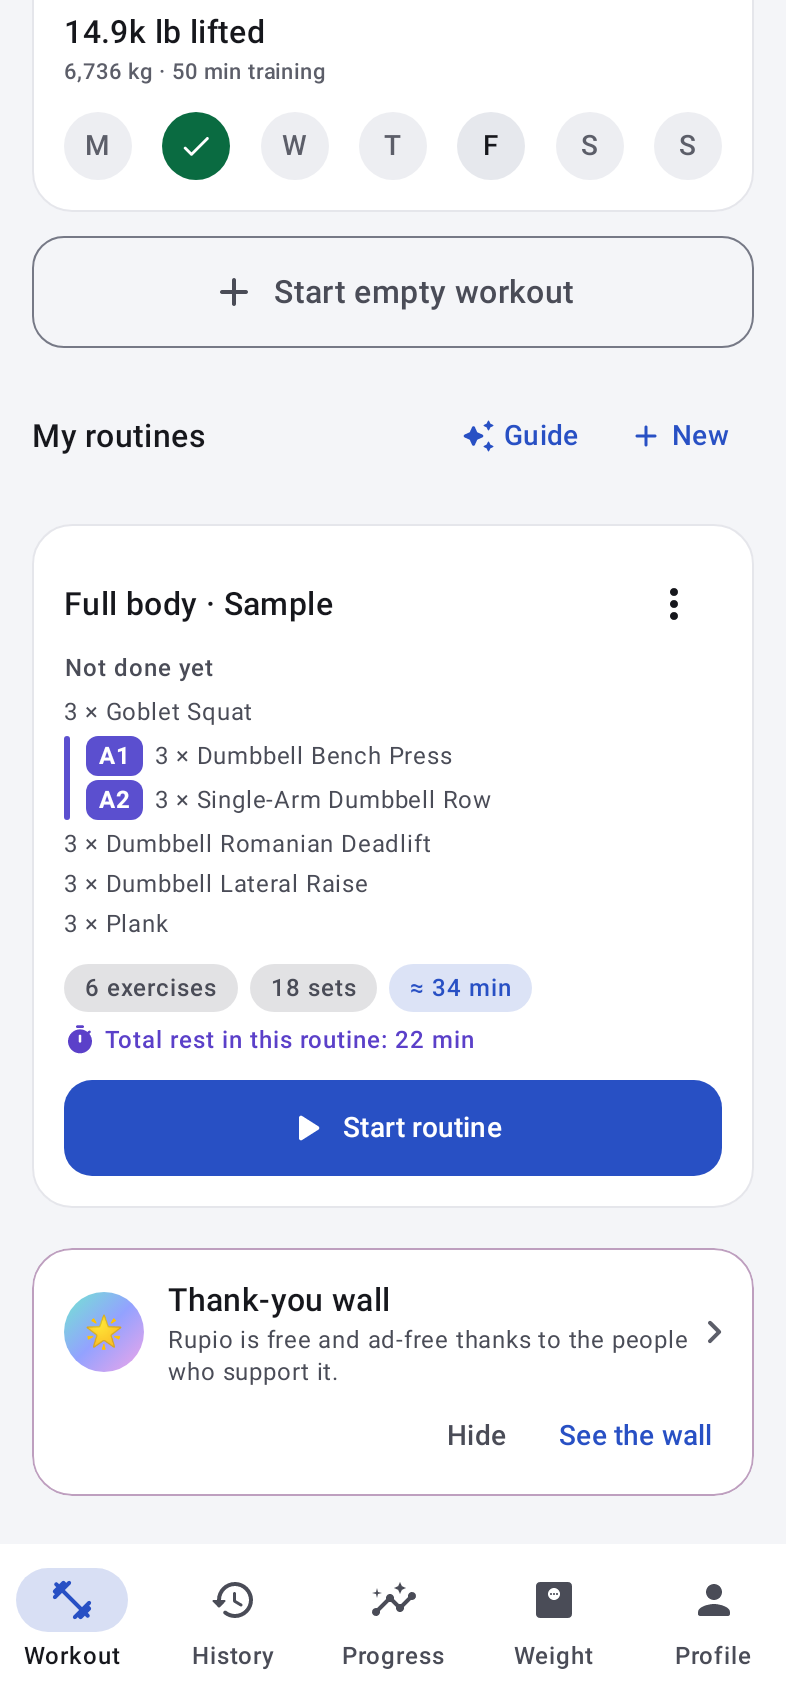 14.9k lb lifted
6,736 kg · 50 min training
M W T F S S
Start empty workout
My routines
Guide
New
Full body · Sample
Not done yet
3 × Goblet Squat
A1 3 × Dumbbell Bench Press
A2 3 × Single-Arm Dumbbell Row
3 × Dumbbell Romanian Deadlift
3 × Dumbbell Lateral Raise
3 × Plank
6 exercises 18 sets ≈ 34 min
Total rest in this routine: 22 min
Start routine
Thank-you wall
Rupio is free and ad-free thanks to the people
who support it.
Hide See the wall
Workout History Progress Weight Profile